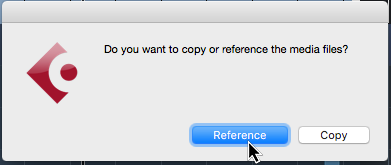 Do you want to copy or reference the media files?
Reference
Copy